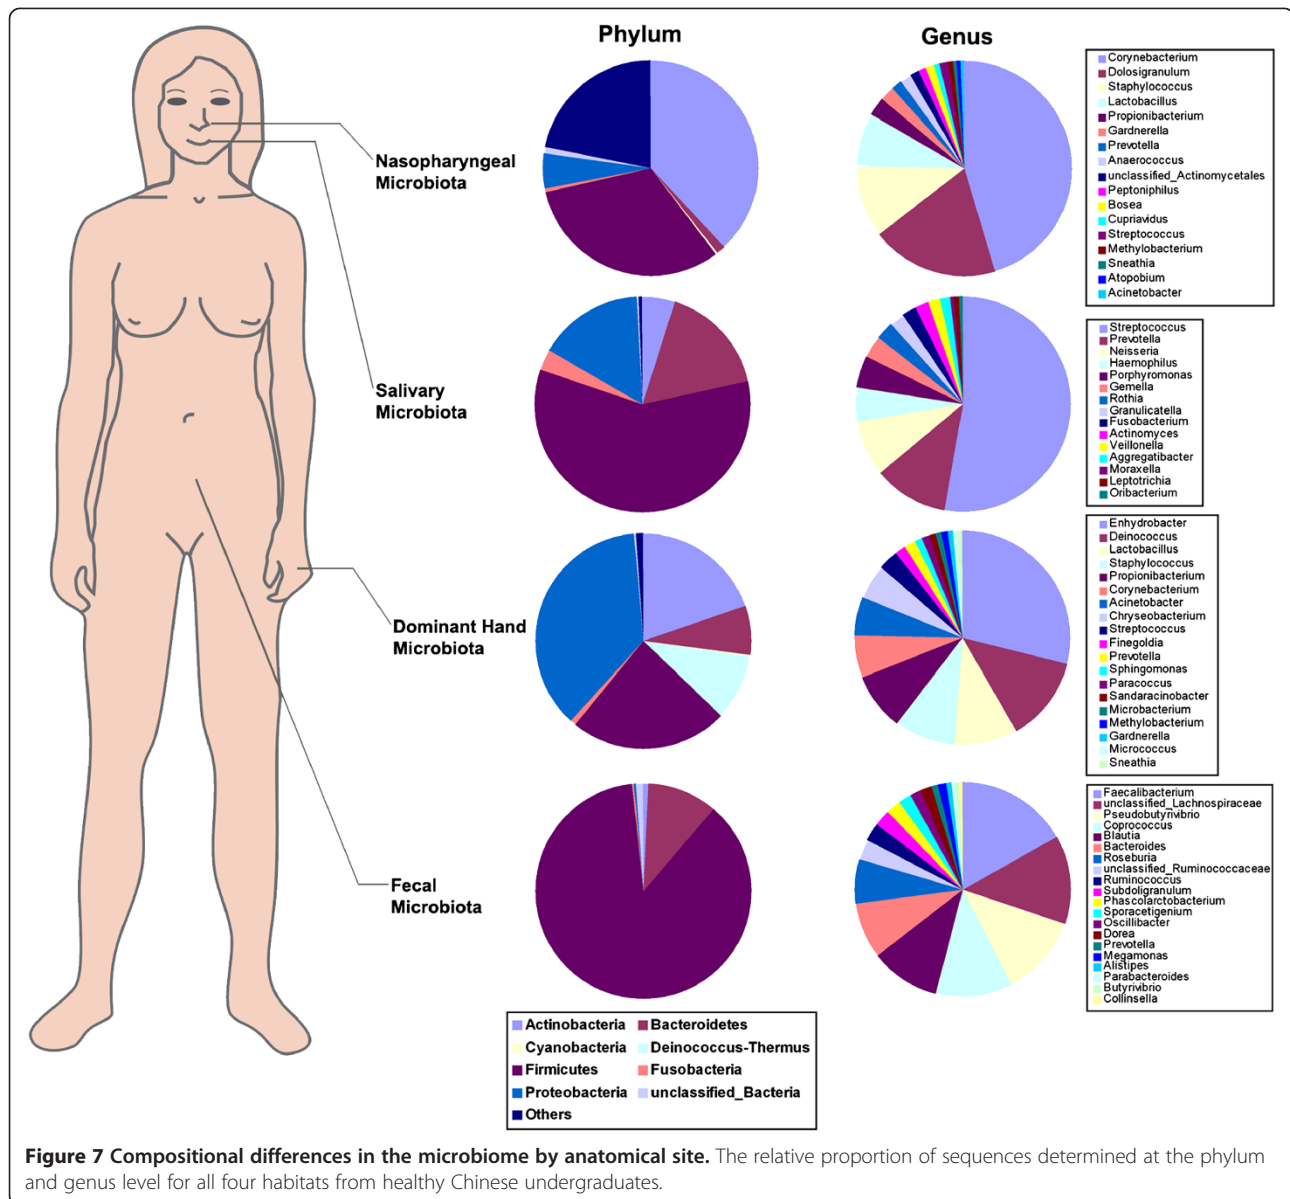 Phylum
Genus
Nasopharyngeal
Microbiota
Corynebacterium
Dolosigranulum
Staphylococcus
Lactobacillus
Propionibacterium
Gardnerella
Prevotella
Anaerococcus
unclassified_Actinomycetales
Peptoniphilus
Bosea
Cupriavidus
Streptococcus
Methylobacterium
Sneathia
Atopobium
Acinetobacter
Salivary
Microbiota
Streptococcus
Prevotella
Neisseria
Haemophilus
Porphyromonas
Gemella
Rothia
Granulicatella
Fusobacterium
Actinomyces
Veillonella
Aggregatibacter
Moraxella
Leptotrichia
Oribacterium
Dominant Hand
Microbiota
Enhydrobacter
Deinococcus
Lactobacillus
Staphylococcus
Propionibacterium
Corynebacterium
Acinetobacter
Chryseobacterium
Streptococcus
Finegoldia
Prevotella
Sphingomonas
Paracoccus
Sandaracinobacter
Microbacterium
Methylobacterium
Gardnerella
Micrococcus
Sneathia
Fecal
Microbiota
Faecalibacterium
unclassified_Lachnospiraceae
Pseudobutyrivibrio
Coprococcus
Blautia
Bacteroides
Roseburia
unclassified_Ruminococcaceae
Ruminococcus
Subdoligranulum
Phascolarctobacterium
Sporacetigenium
Oscillibacter
Dorea
Prevotella
Megamonas
Alistipes
Parabacteroides
Butyrivibrio
Collinsella
Actinobacteria Bacteroidetes
Cyanobacteria Deinococcus-Thermus
Firmicutes Fusobacteria
Proteobacteria unclassified_Bacteria
Others
Figure 7 Compositional differences in the microbiome by anatomical site. The relative proportion of sequences determined at the phylum
and genus level for all four habitats from healthy Chinese undergraduates.